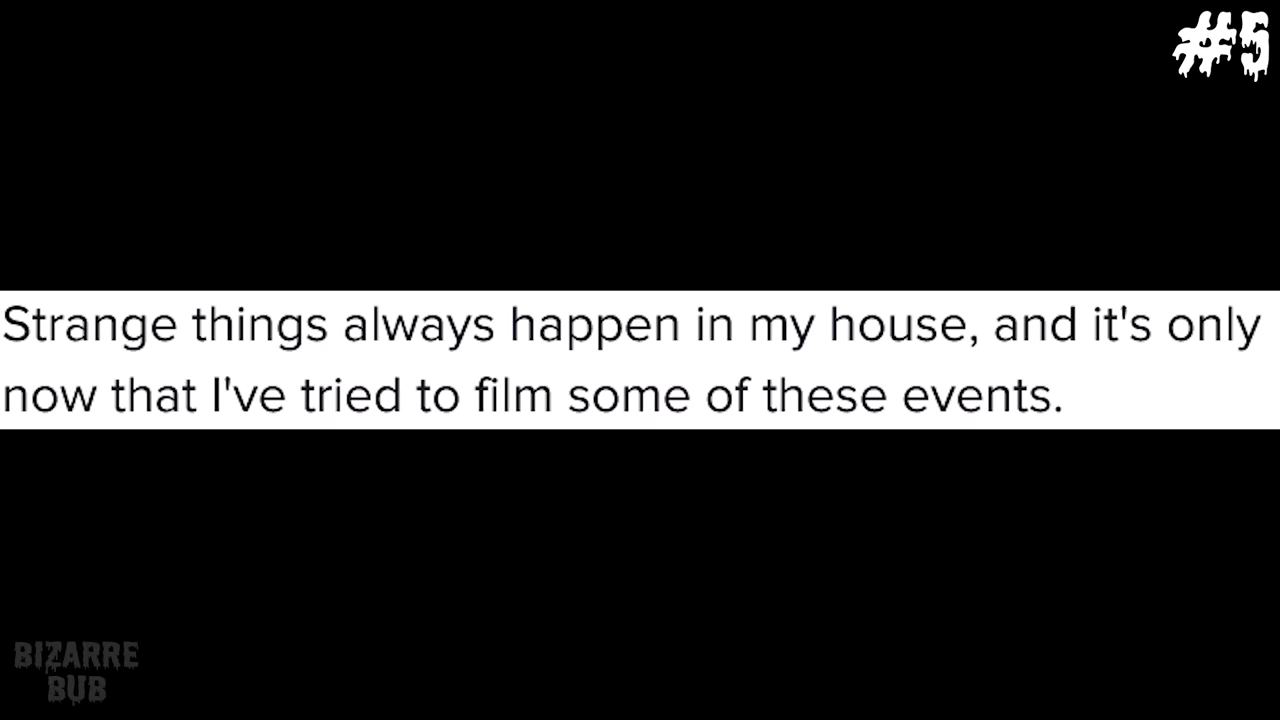 #5
Strange things always happen in my house, and it's only
now that I've tried to film some of these events.
BIZARRE
BUB